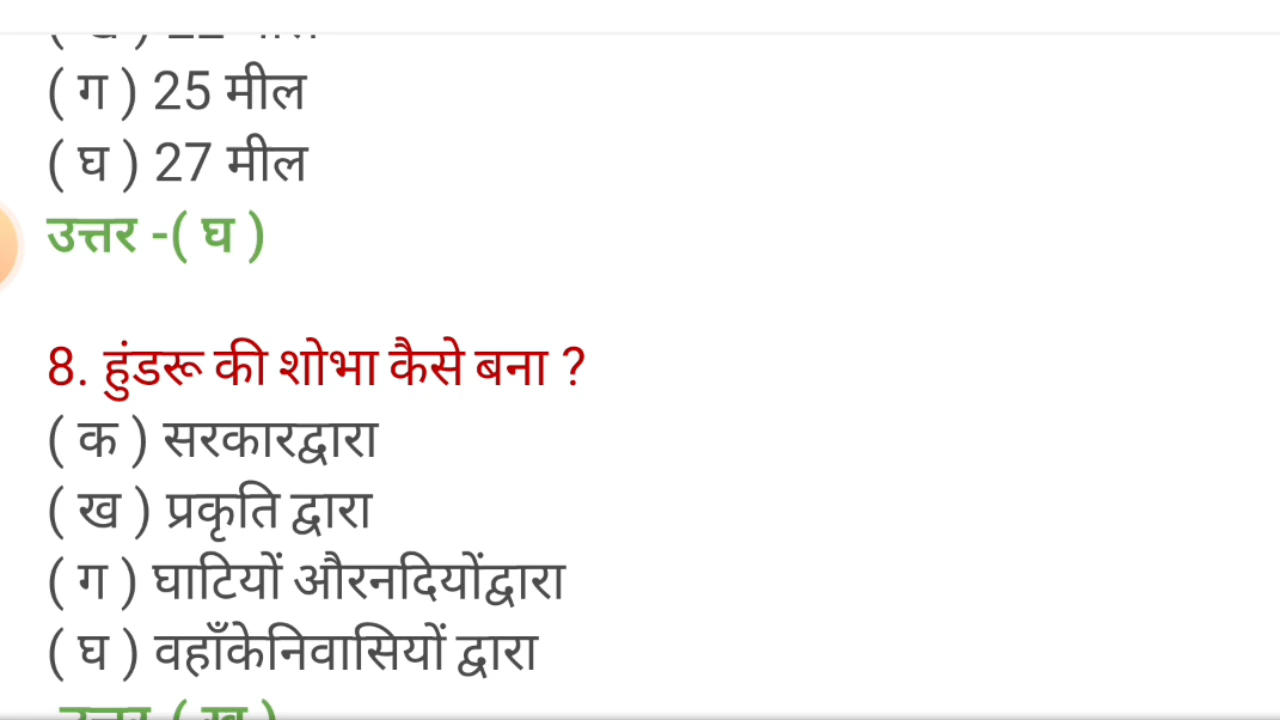 ( ग ) 25 मील
( घ ) 27 मील
उत्तर -( घ )
8. हुंडरू की शोभा कैसे बना ?
( क ) सरकारद्वारा
( ख ) प्रकृति द्वारा
( ग ) घाटियों औरनदियोंद्वारा
( घ ) वहाँकेनिवासियों द्वारा